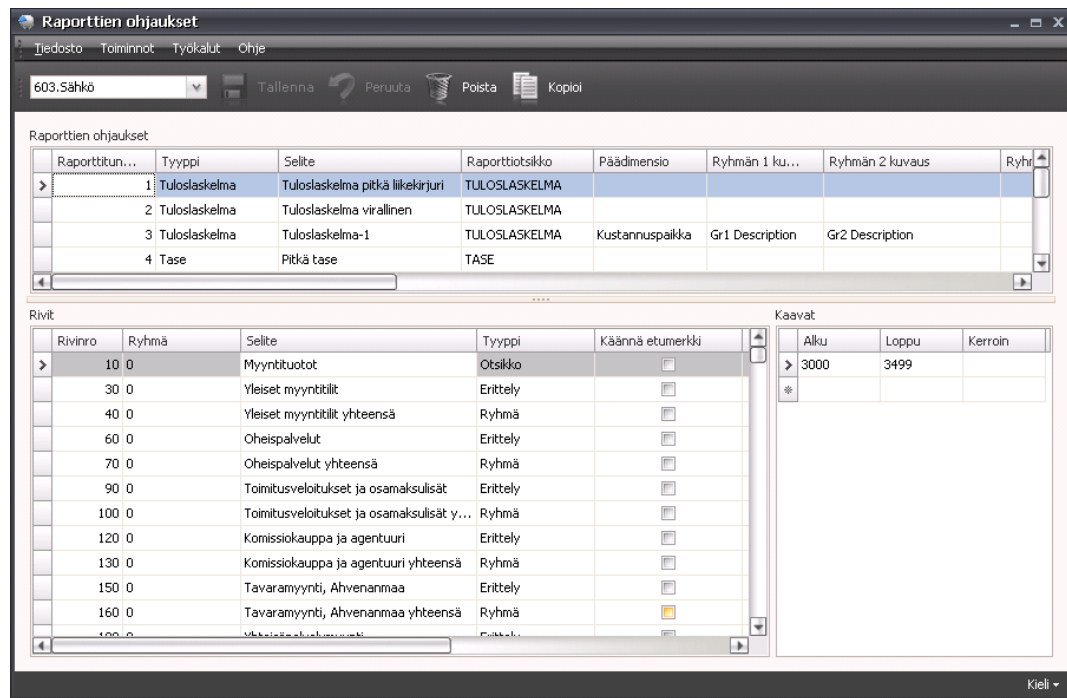 Raporttien ohjaukset
Tiedosto Toiminnot Työkalut Ohje
603.Sähkö Tallenna Peruuta Poista Kopioi
Raporttien ohjaukset
Raporttitun... Tyyppi Selite Raporttiotsikko Päädimensio Ryhmän 1 ku... Ryhmän 2 kuvaus Ryhr
1 Tuloslaskelma Tuloslaskelma pitkä liikekirjuri TULOSLASKELMA
2 Tuloslaskelma Tuloslaskelma virallinen TULOSLASKELMA
3 Tuloslaskelma Tuloslaskelma-1 TULOSLASKELMA Kustannuspaikka Gr1 Description Gr2 Description
4 Tase Pitkä tase TASE
Rivit Kaavat
Rivinro Ryhmä Selite Tyyppi Käännä etumerkki Alku Loppu Kerroin
10 0 Myyntituotot Otsikko 3000 3499
30 0 Yleiset myyntitilit Erittely
40 0 Yleiset myyntitilit yhteensä Ryhmä
60 0 Oheispalvelut Erittely
70 0 Oheispalvelut yhteensä Ryhmä
90 0 Toimitusveloitukset ja osamaksulisät Erittely
100 0 Toimitusveloitukset ja osamaksulisät y... Ryhmä
120 0 Komissiokauppa ja agentuuri Erittely
130 0 Komissiokauppa ja agentuuri yhteensä Ryhmä
150 0 Tavaramyynti, Ahvenanmaa Erittely
160 0 Tavaramyynti, Ahvenanmaa yhteensä Ryhmä
Kieli